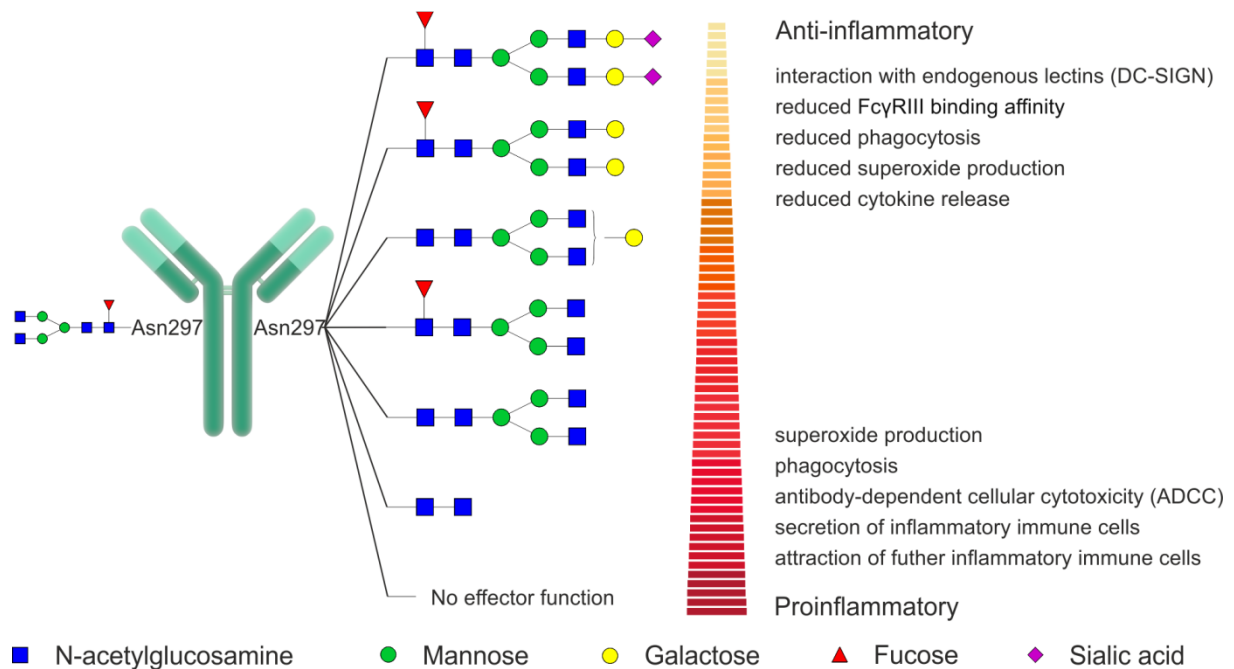 Anti-inflammatory
interaction with endogenous lectins (DC-SIGN)
reduced FcγRIII binding affinity
reduced phagocytosis
reduced superoxide production
reduced cytokine release
Asn297
Asn297
superoxide production
phagocytosis
antibody-dependent cellular cytotoxicity (ADCC)
secretion of inflammatory immune cells
attraction of futher inflammatory immune cells
No effector function
Proinflammatory
N-acetylglucosamine
Mannose
Galactose
Fucose
Sialic acid